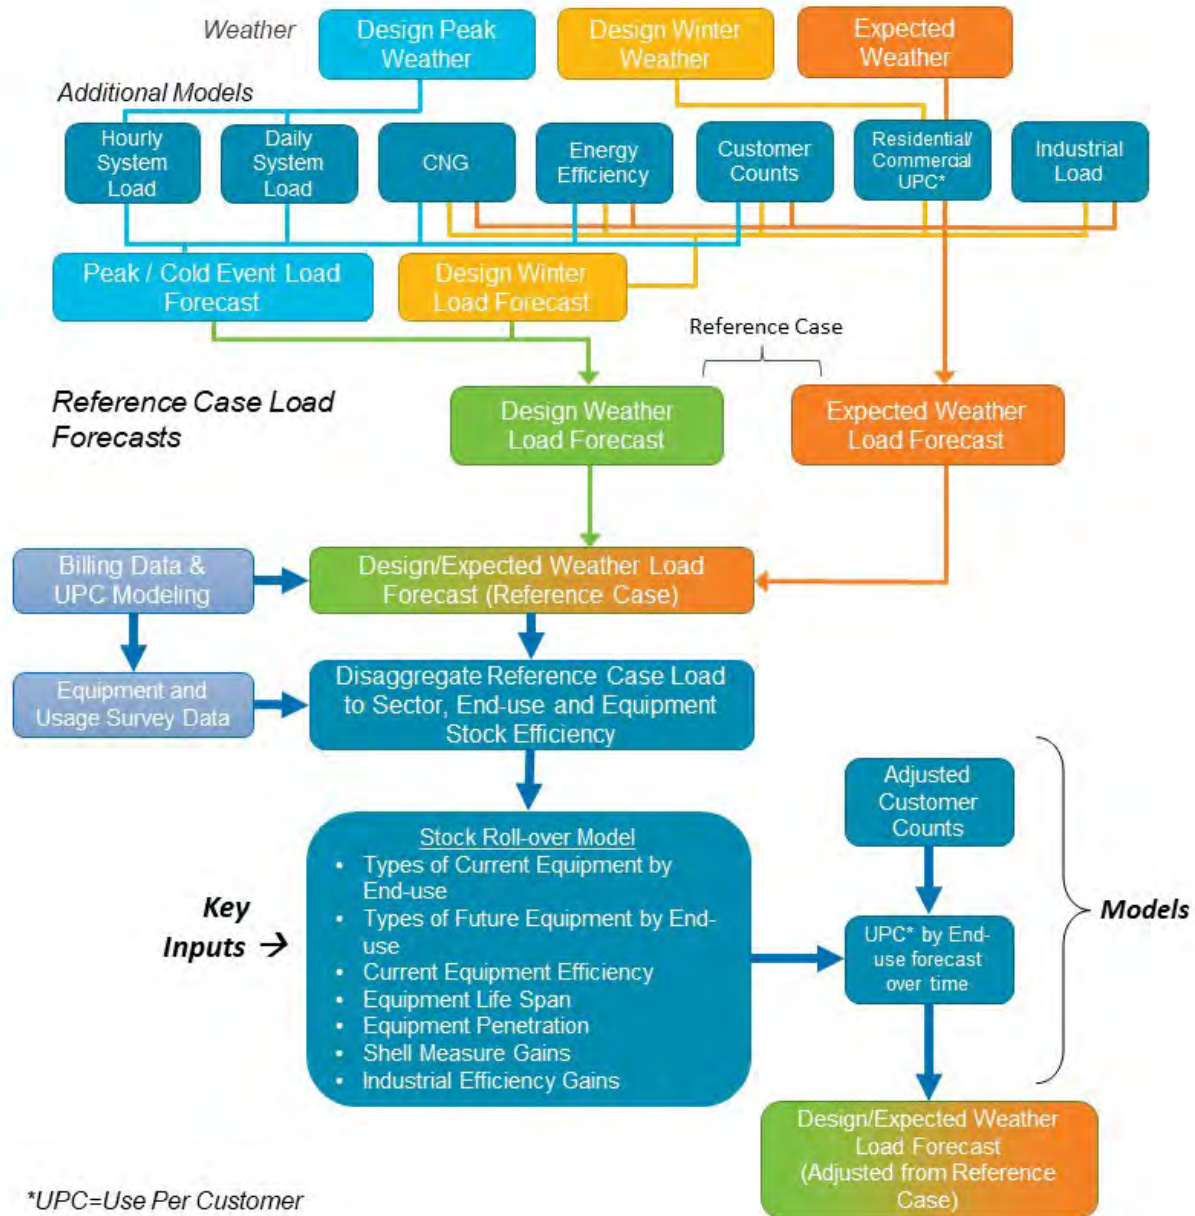 Weather
Design Peak
Weather
Design Winter
Weather
Expected
Weather
Additional Models
Hourly
System
Load
Daily
System
Load
CNG
Energy
Efficiency
Customer
Counts
Residential/
Commercial
UPC*
Industrial
Load
Peak / Cold Event Load
Forecast
Design Winter
Load Forecast
Reference Case
Reference Case Load
Forecasts
Design Weather
Load Forecast
Expected Weather
Load Forecast
Billing Data &
UPC Modeling
Design/Expected Weather Load
Forecast (Reference Case)
Equipment and
Usage Survey Data
Disaggregate Reference Case Load
to Sector, End-use and Equipment
Stock Efficiency
Adjusted
Customer
Counts
Key
Inputs →
Stock Roll-over Model
• Types of Current Equipment by
End-use
• Types of Future Equipment by End-
use
• Current Equipment Efficiency
• Equipment Life Span
• Equipment Penetration
• Shell Measure Gains
• Industrial Efficiency Gains
UPC* by End-
use forecast
over time
Models
Design/Expected Weather
Load Forecast
(Adjusted from Reference
Case)
*UPC=Use Per Customer